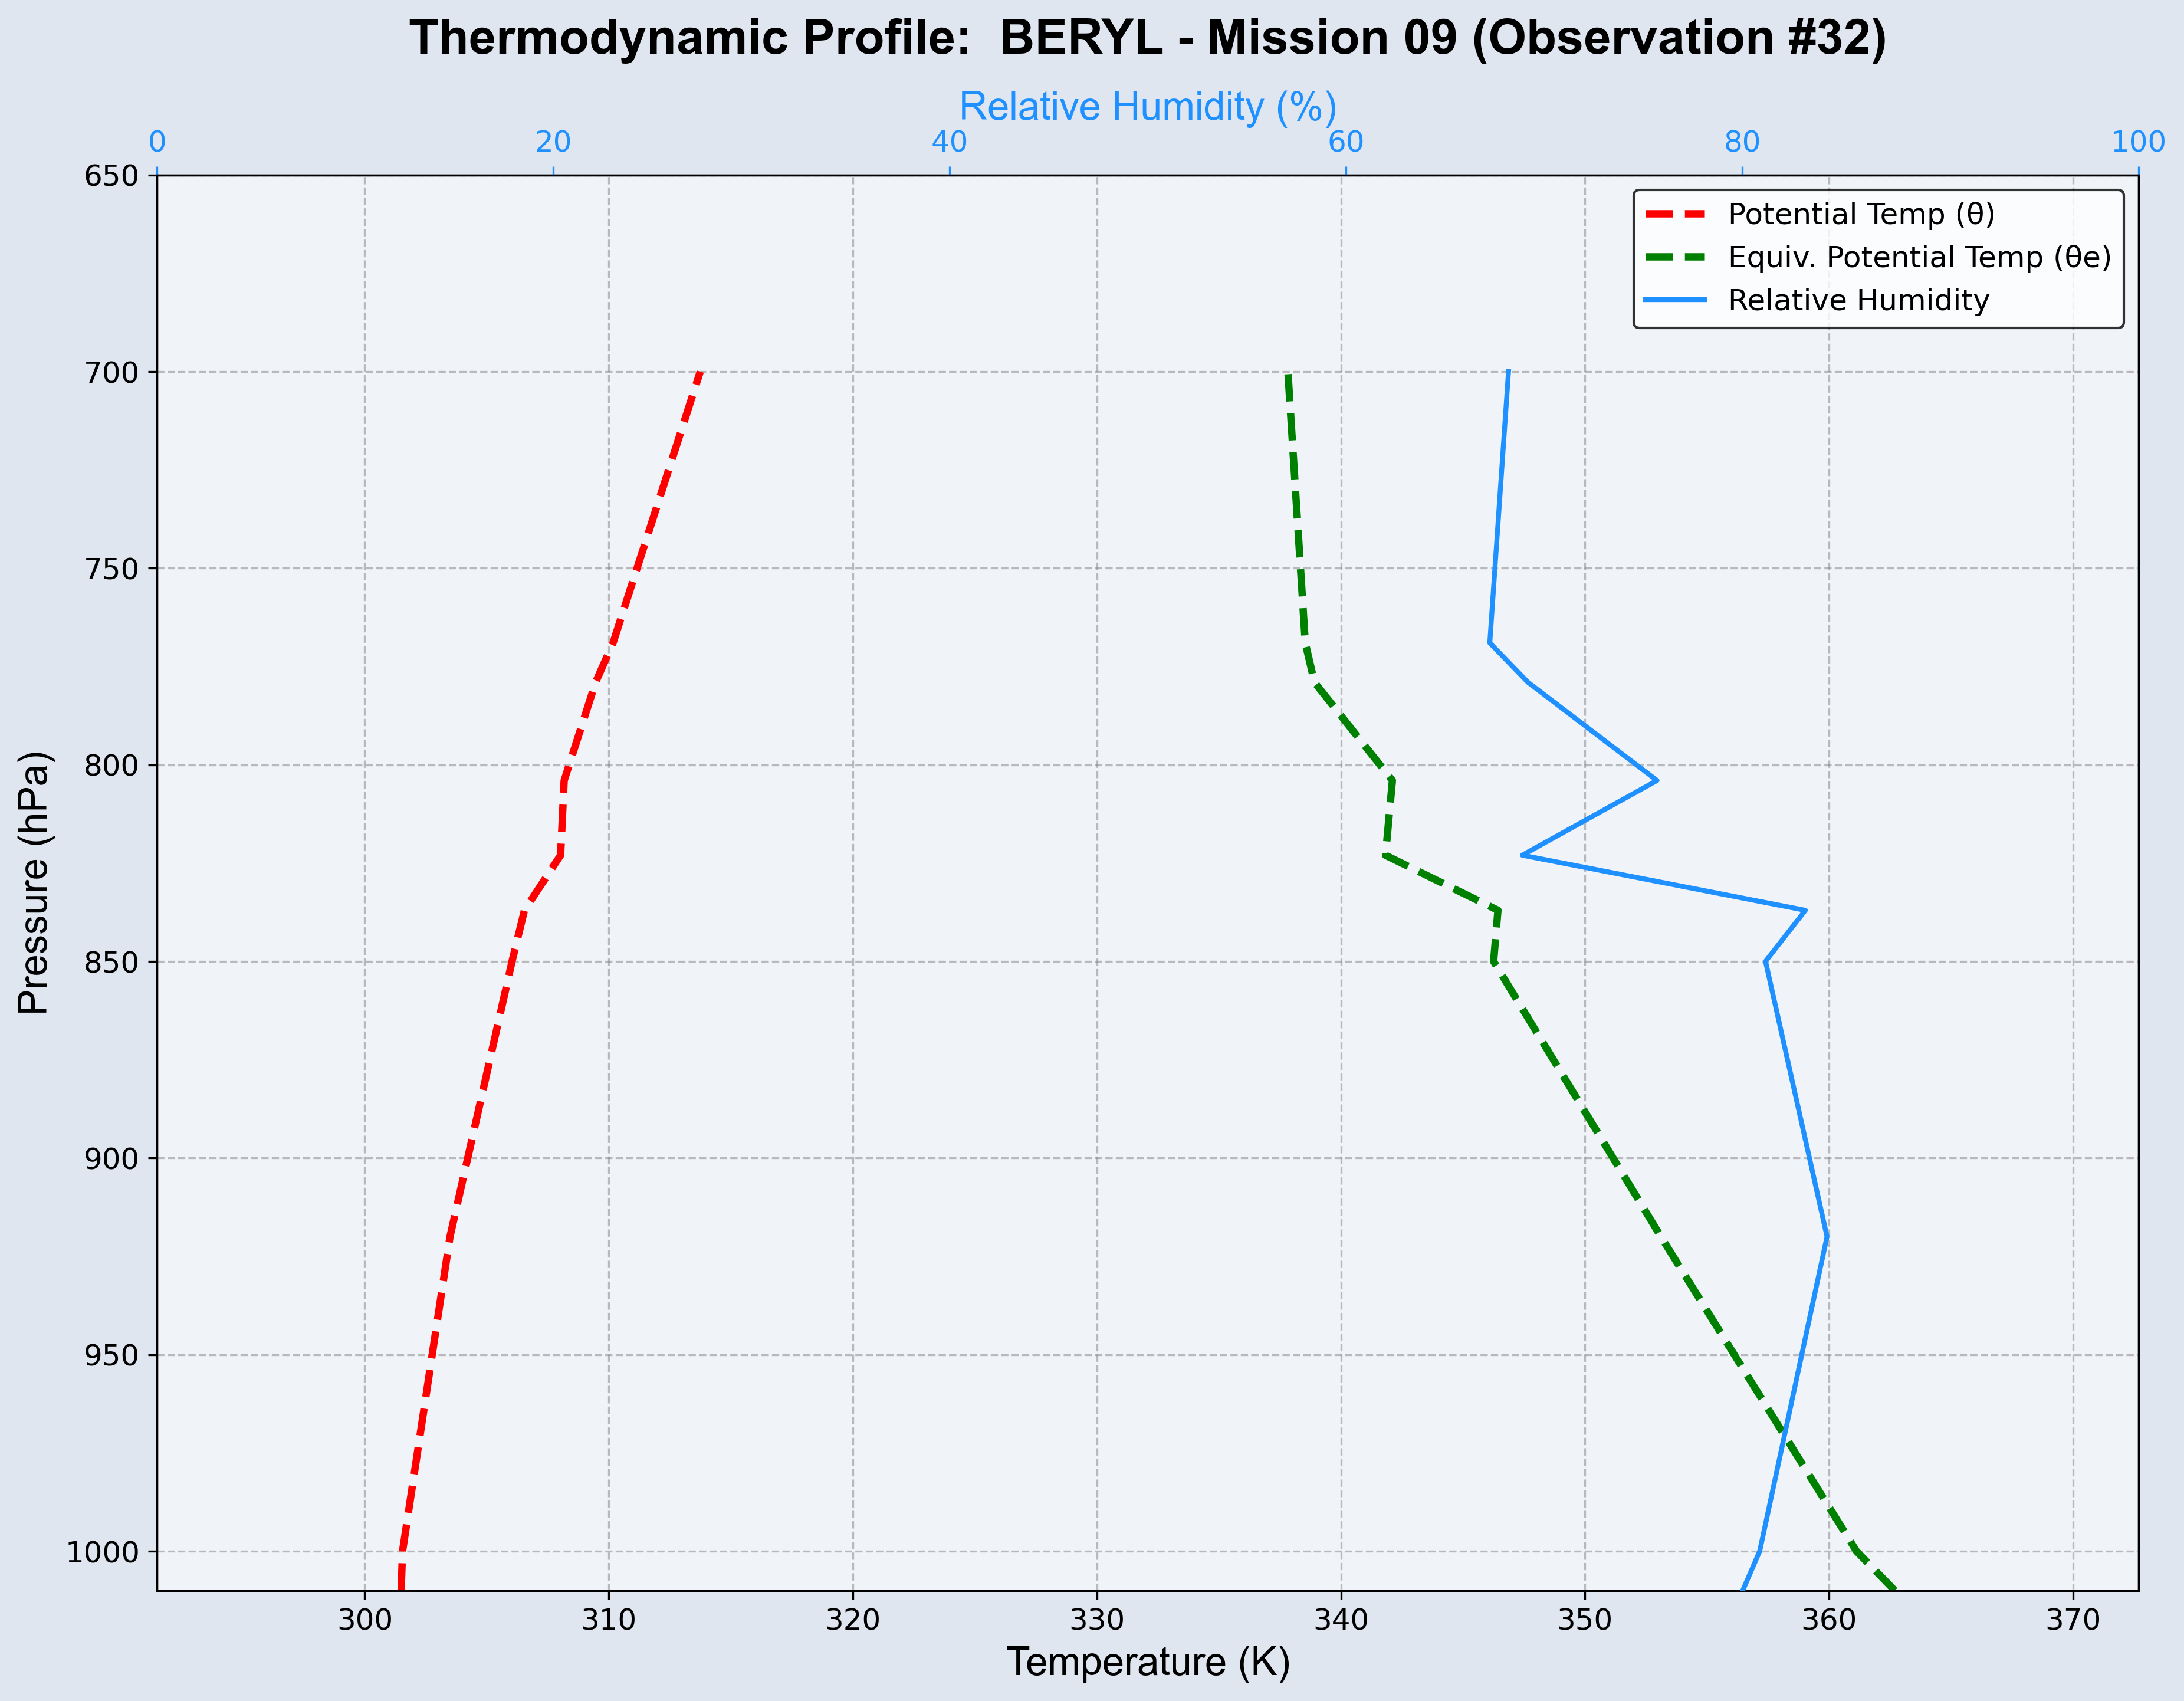 Thermodynamic Profile:  BERYL - Mission 09 (Observation #32)
Relative Humidity (%)
0 20 40 60 80 100
Potential Temp (θ)
Equiv. Potential Temp (θe)
Relative Humidity
Pressure (hPa)
650
700
750
800
850
900
950
1000
300 310 320 330 340 350 360 370
Temperature (K)